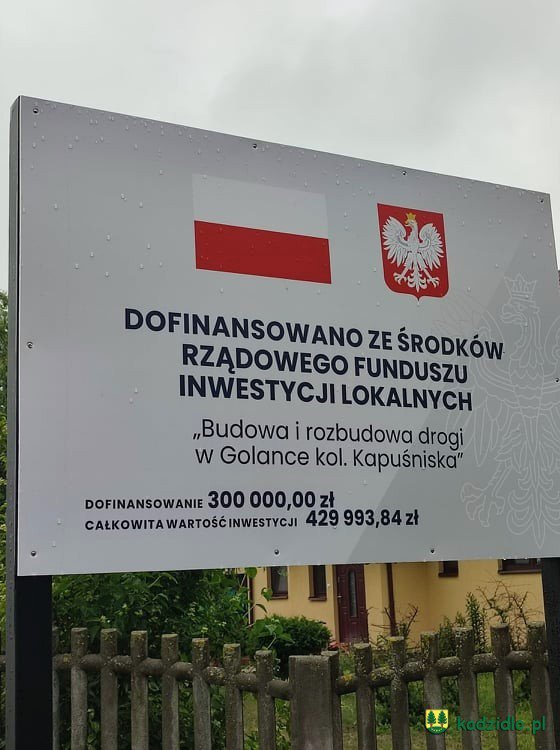 DOFINANSOWANO ZE ŚRODKÓW
RZĄDOWEGO FUNDUSZU
INWESTYCJI LOKALNYCH
„Budowa i rozbudowa drogi
w Golance kol. Kapuśniska”
DOFINANSOWANIE 300 000,00 zł
CAŁKOWITA WARTOŚĆ INWESTYCJI 429 993,84 zł
kadzidlo.pl